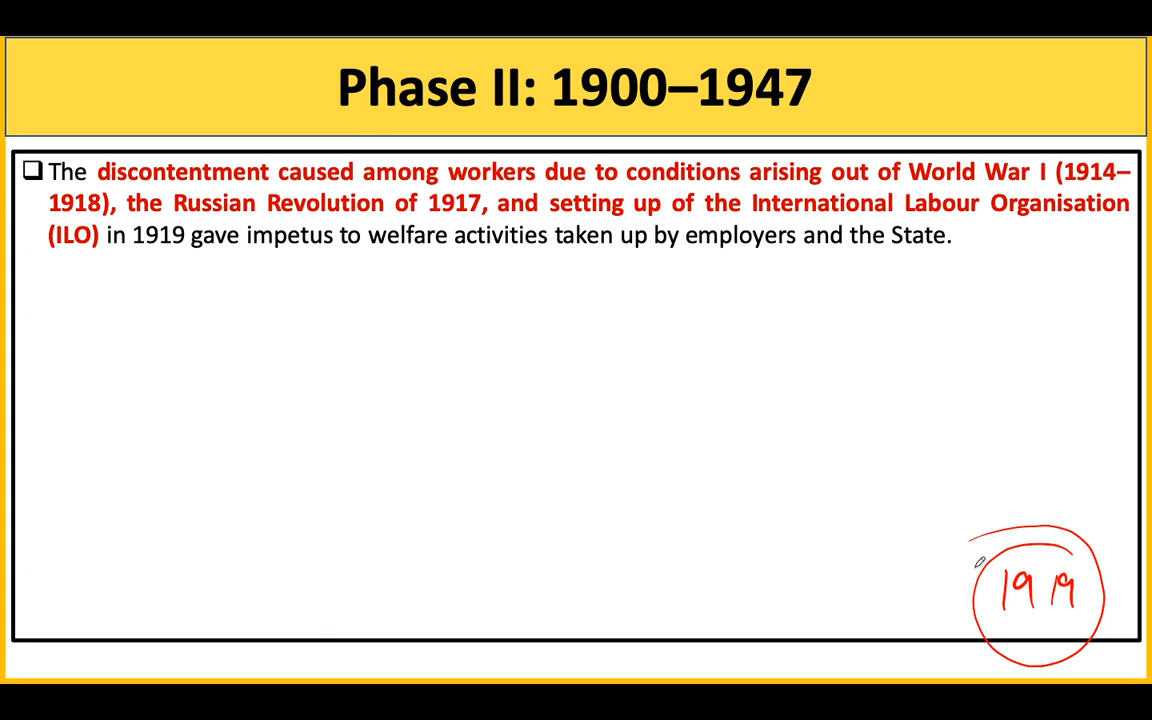 Phase II: 1900–1947
❑ The discontentment caused among workers due to conditions arising out of World War I (1914–
1918), the Russian Revolution of 1917, and setting up of the International Labour Organisation
(ILO) in 1919 gave impetus to welfare activities taken up by employers and the State.
1919